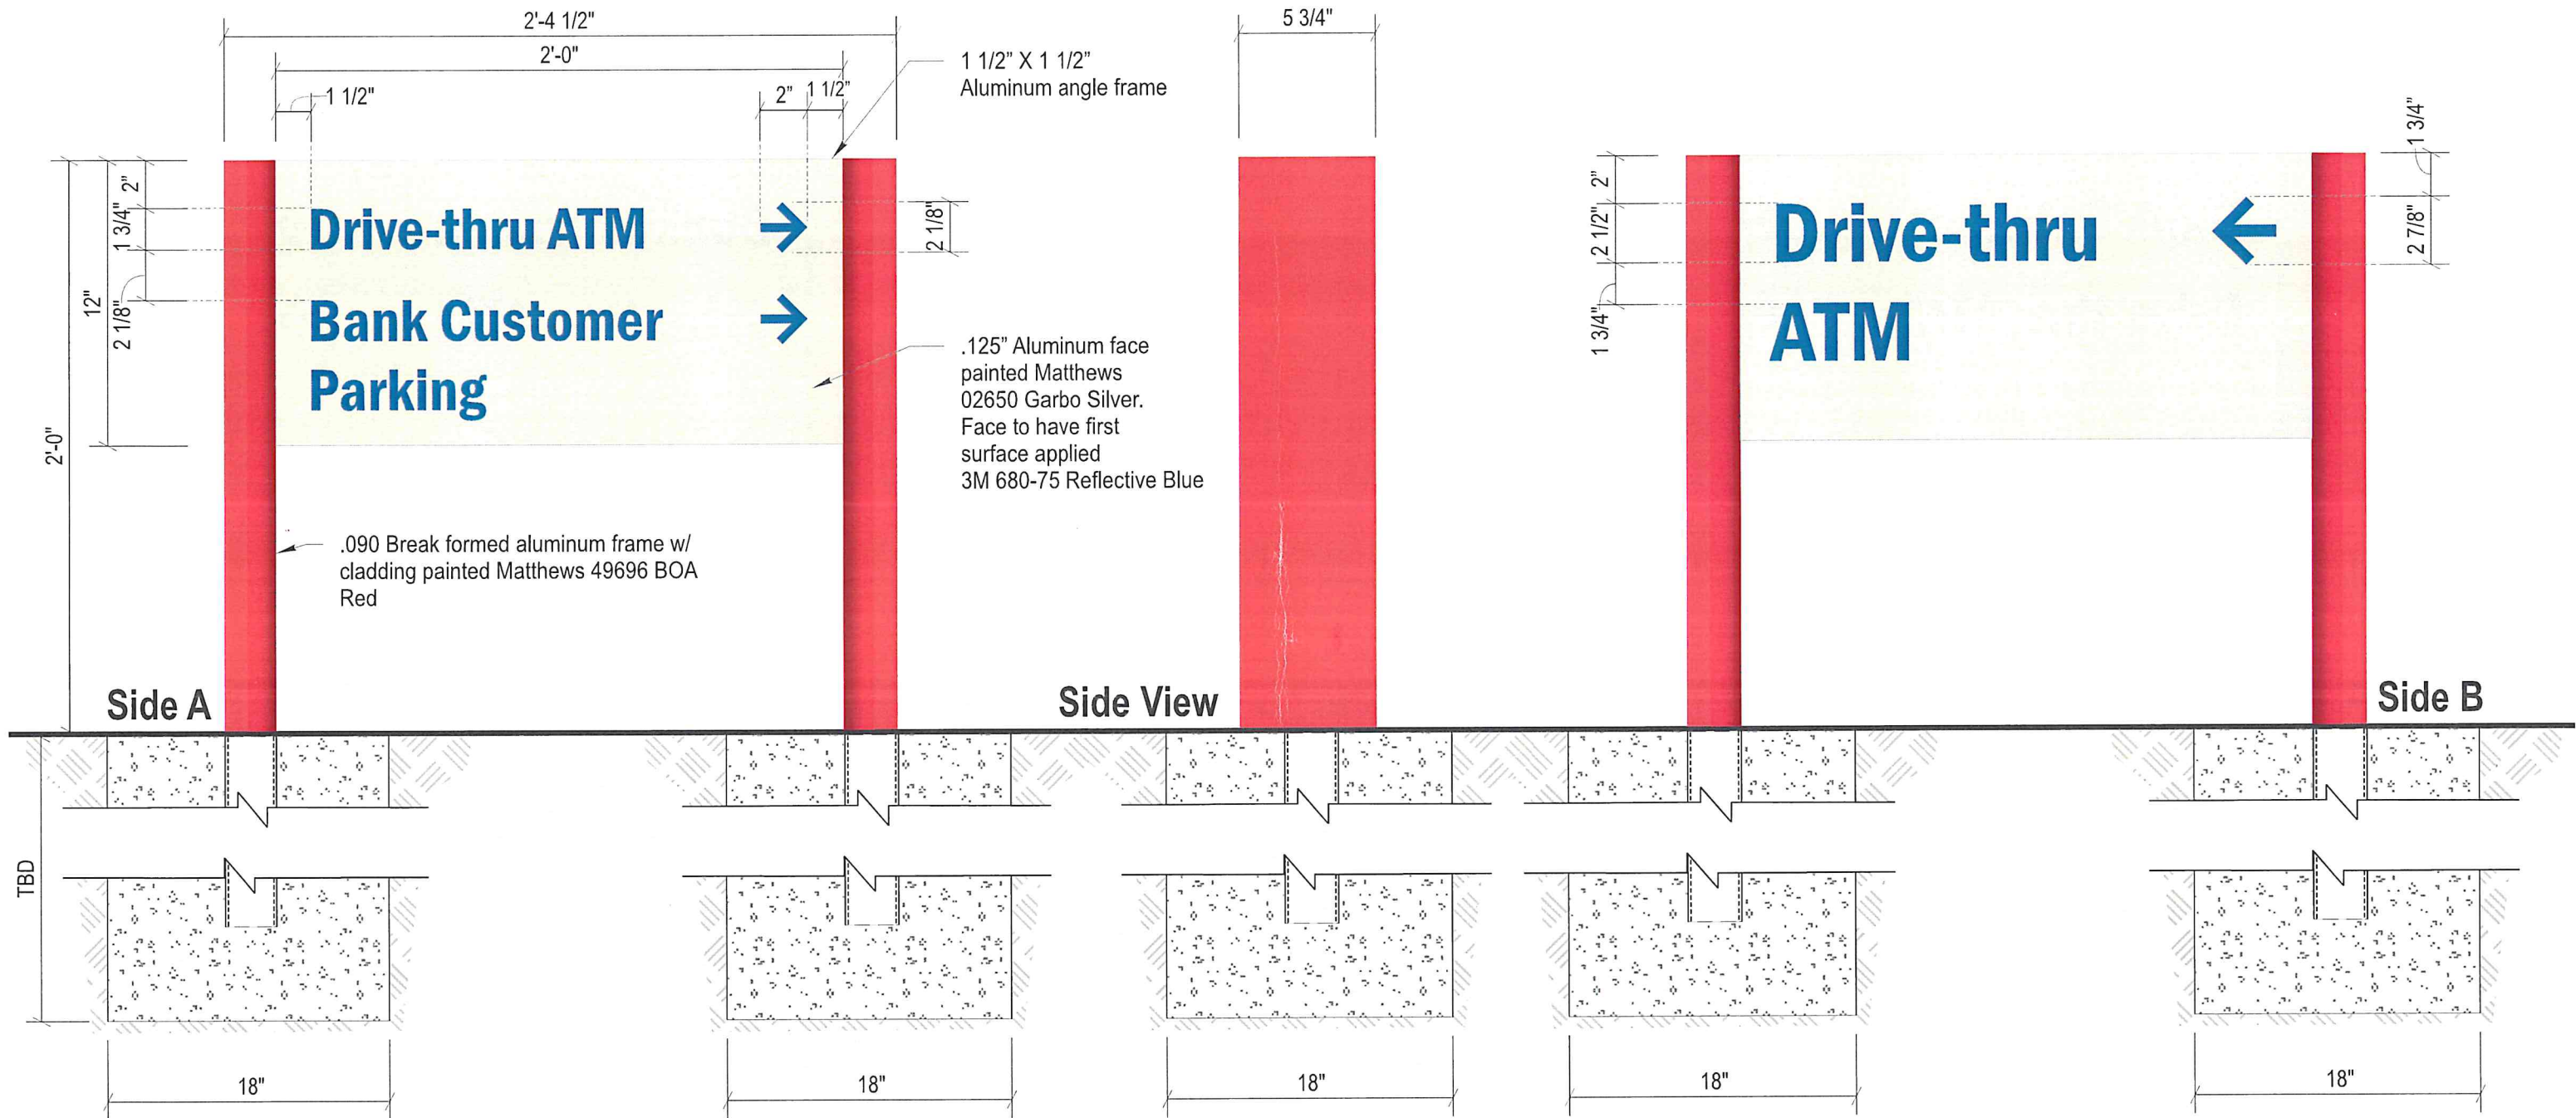 2'-4 1/2"
2'-0"
1 1/2"
2"
1 1/2"
1 1/2” X 1 1/2”
Aluminum angle frame
5 3/4"
2'-0"
12"
2"
1 3/4"
2 1/8"
Drive-thru ATM →
Bank Customer →
Parking
2 1/8"
.125” Aluminum face
painted Matthews
02650 Garbo Silver.
Face to have first
surface applied
3M 680-75 Reflective Blue
.090 Break formed aluminum frame w/
cladding painted Matthews 49696 BOA
Red
Side A
Side View
2"
2 1/2"
1 3/4"
Drive-thru ←
ATM
1 3/4"
2 7/8"
Side B
TBD
18"
18"
18"
18"
18"